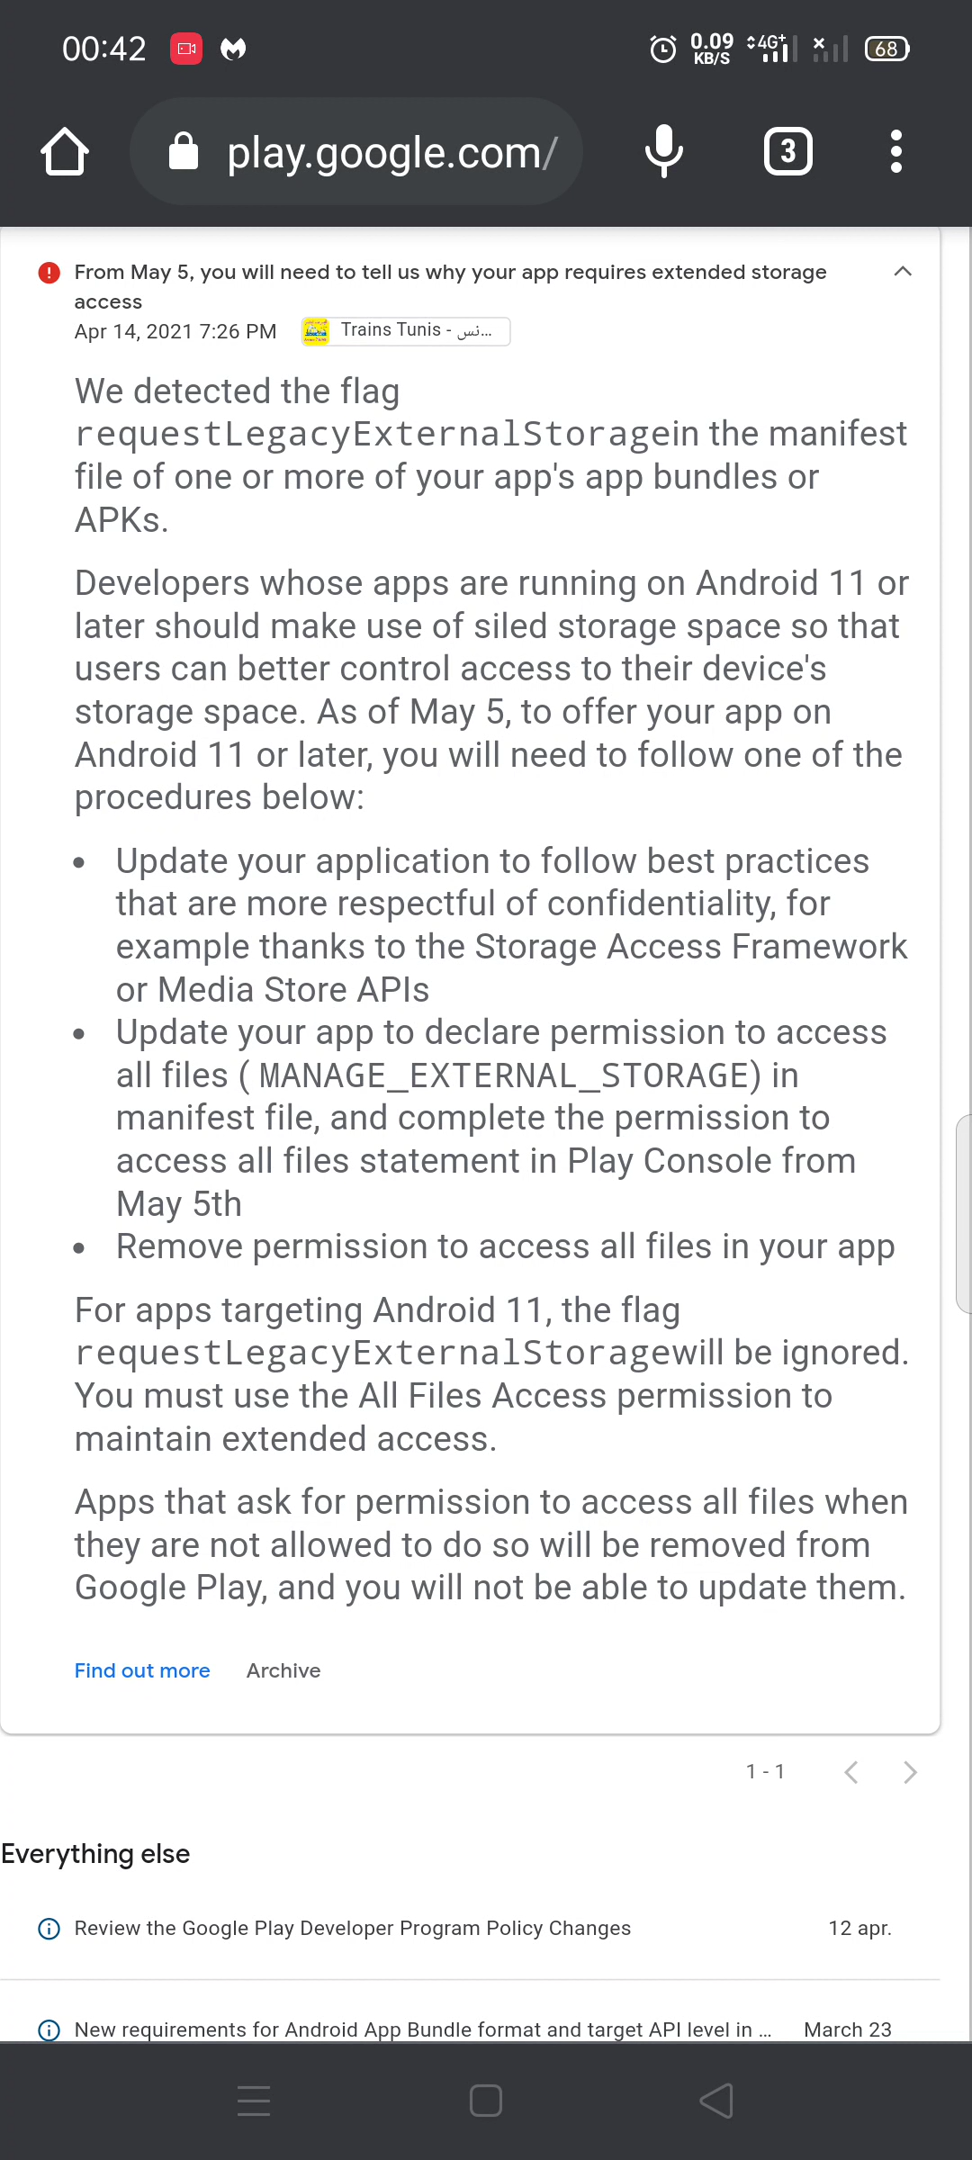 00:42
0.09 KB/S 4G+ 68
play.google.com/
3
From May 5, you will need to tell us why your app requires extended storage
access
Apr 14, 2021 7:26 PM Trains Tunis - نس...
We detected the flag
requestLegacyExternalStoragein the manifest
file of one or more of your app's app bundles or
APKs.
Developers whose apps are running on Android 11 or
later should make use of siled storage space so that
users can better control access to their device's
storage space. As of May 5, to offer your app on
Android 11 or later, you will need to follow one of the
procedures below:
• Update your application to follow best practices
that are more respectful of confidentiality, for
example thanks to the Storage Access Framework
or Media Store APIs
• Update your app to declare permission to access
all files ( MANAGE_EXTERNAL_STORAGE) in
manifest file, and complete the permission to
access all files statement in Play Console from
May 5th
• Remove permission to access all files in your app
For apps targeting Android 11, the flag
requestLegacyExternalStoragewill be ignored.
You must use the All Files Access permission to
maintain extended access.
Apps that ask for permission to access all files when
they are not allowed to do so will be removed from
Google Play, and you will not be able to update them.
Find out more Archive
1 - 1
Everything else
Review the Google Play Developer Program Policy Changes 12 apr.
New requirements for Android App Bundle format and target API level in ... March 23